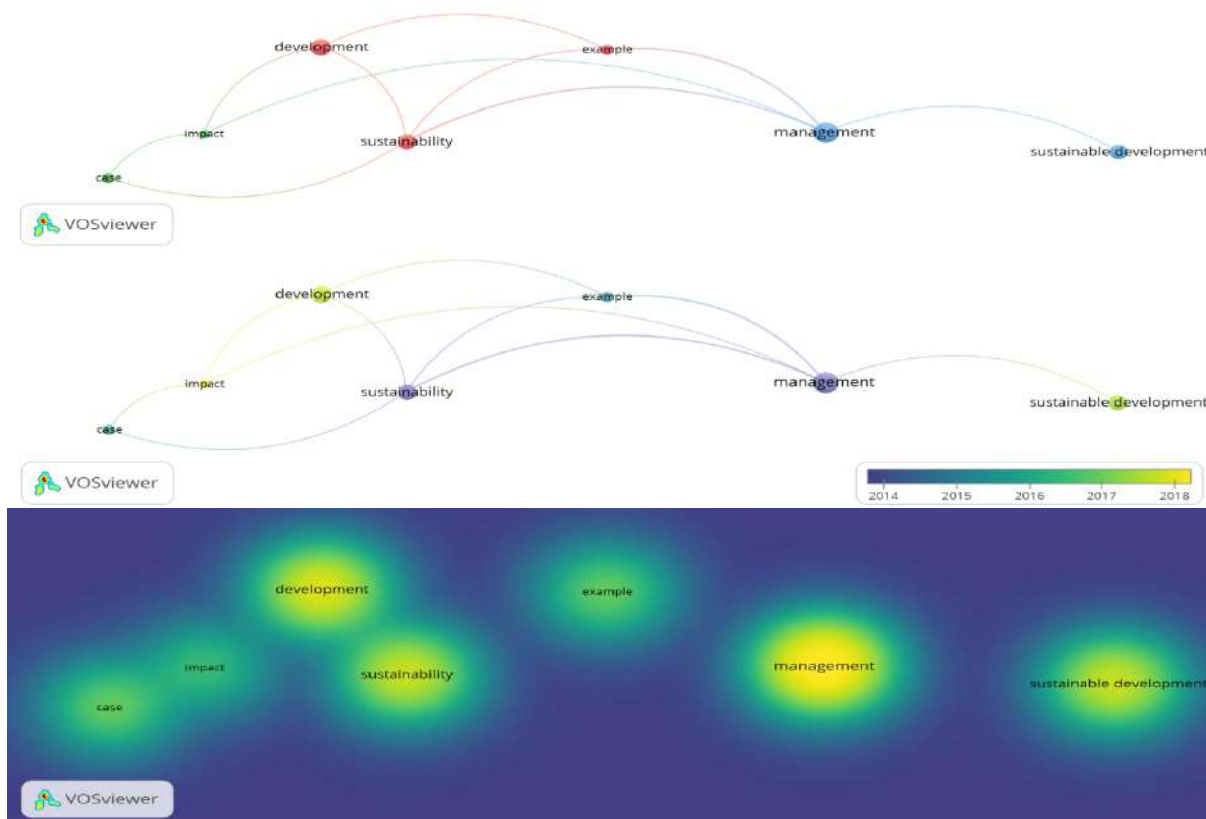 development
example
impact
sustainability
management
sustainable development
case
VOSviewer
development
example
impact
sustainability
management
sustainable development
case
VOSviewer
2014 2015 2016 2017 2018
development
example
impact
sustainability
management
sustainable development
case
VOSviewer